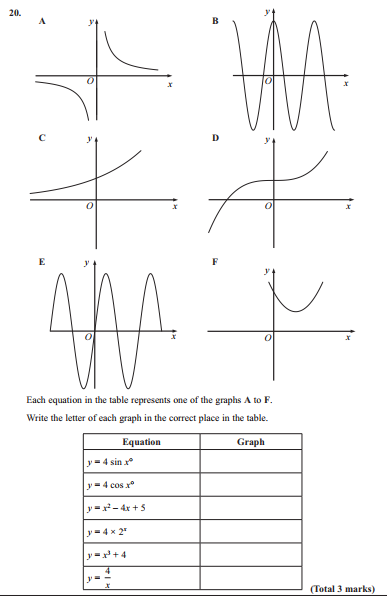 20.
A
y
O
x
B
y
O
x
C
y
O
x
D
y
O
x
E
y
O
x
F
y
O
x
Each equation in the table represents one of the graphs A to F.
Write the letter of each graph in the correct place in the table.
Equation Graph
y = 4 sin x°
y = 4 cos x°
y = x² – 4x + 5
y = 4 × 2ˣ
y = x³ + 4
y = 4/x
(Total 3 marks)